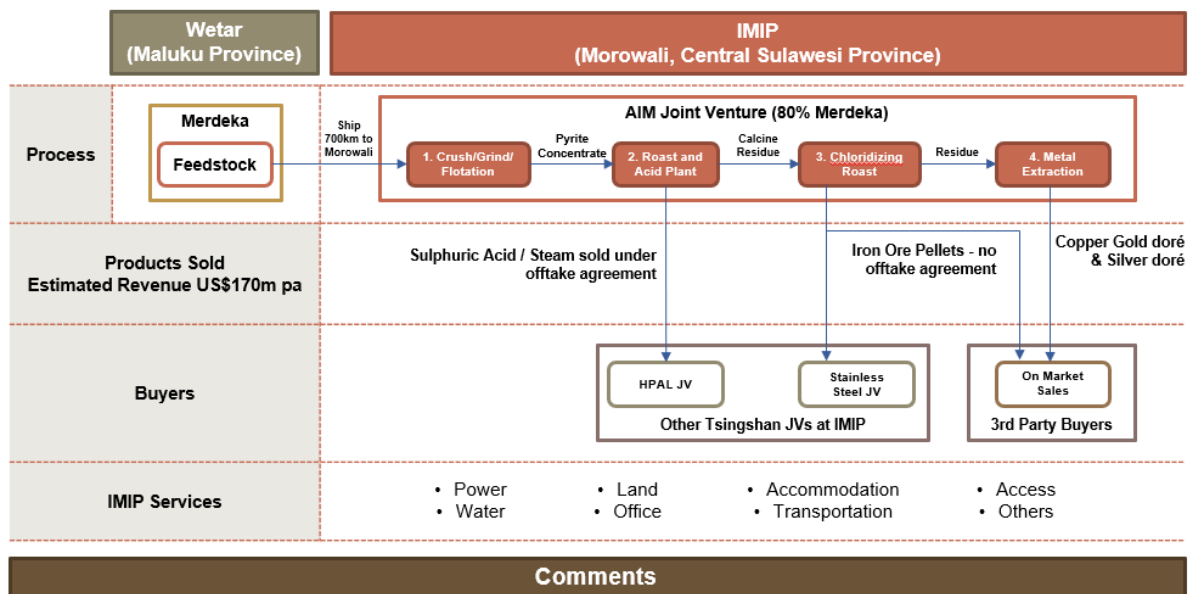 Wetar
(Maluku Province)
IMIP
(Morowali, Central Sulawesi Province)
Process
Merdeka
Feedstock
Ship
700km to
Morowali
AIM Joint Venture (80% Merdeka)
1. Crush/Grind/
Flotation
Pyrite
Concentrate
2. Roast and
Acid Plant
Calcine
Residue
3. Chloridizing
Roast
Residue
4. Metal
Extraction
Products Sold
Estimated Revenue US$170m pa
Sulphuric Acid / Steam sold under
offtake agreement
Iron Ore Pellets - no
offtake agreement
Copper Gold doré
& Silver doré
Buyers
HPAL JV
Stainless
Steel JV
Other Tsingshan JVs at IMIP
On Market
Sales
3rd Party Buyers
IMIP Services
• Power
• Water
• Land
• Office
• Accommodation
• Transportation
• Access
• Others
Comments